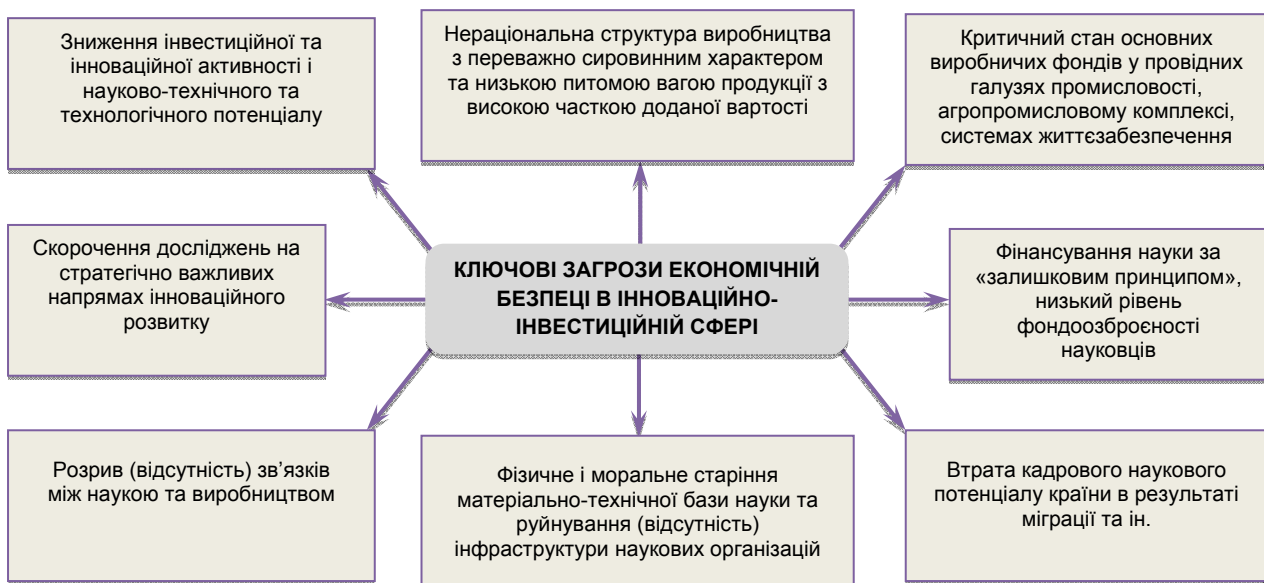 Зниження інвестиційної та
інноваційної активності і
науково-технічного та
технологічного потенціалу
Нераціональна структура виробництва
з переважно сировинним характером
та низькою питомою вагою продукції з
високою часткою доданої вартості
Критичний стан основних
виробничих фондів у провідних
галузях промисловості,
агропромисловому комплексі,
системах життєзабезпечення
Скорочення досліджень на
стратегічно важливих
напрямах інноваційного
розвитку
КЛЮЧОВІ ЗАГРОЗИ ЕКОНОМІЧНІЙ
БЕЗПЕЦІ В ІННОВАЦІЙНО-
ІНВЕСТИЦІЙНІЙ СФЕРІ
Фінансування науки за
«залишковим принципом»,
низький рівень
фондоозброєності
науковців
Розрив (відсутність) зв’язків
між наукою та виробництвом
Фізичне і моральне старіння
матеріально-технічної бази науки та
руйнування (відсутність)
інфраструктури наукових організацій
Втрата кадрового наукового
потенціалу країни в результаті
міграції та ін.